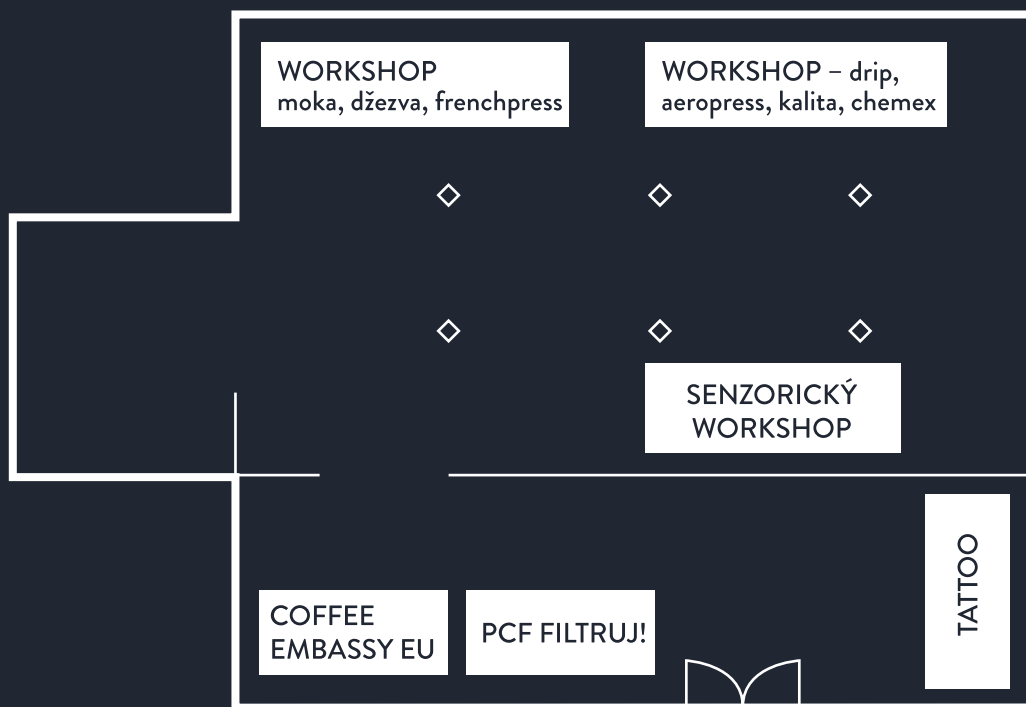 WORKSHOP
moka, džezva, frenchpress
WORKSHOP – drip,
aeropress, kalita, chemex
SENZORICKÝ
WORKSHOP
COFFEE
EMBASSY EU
PCF FILTRUJ!
TATTOO